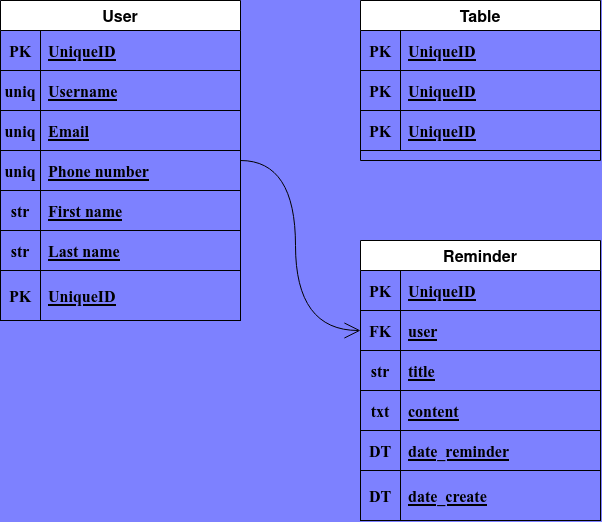 User
PK UniqueID
uniq Username
uniq Email
uniq Phone number
str First name
str Last name
PK UniqueID
Table
PK UniqueID
PK UniqueID
PK UniqueID
Reminder
PK UniqueID
FK user
str title
txt content
DT date_reminder
DT date_create